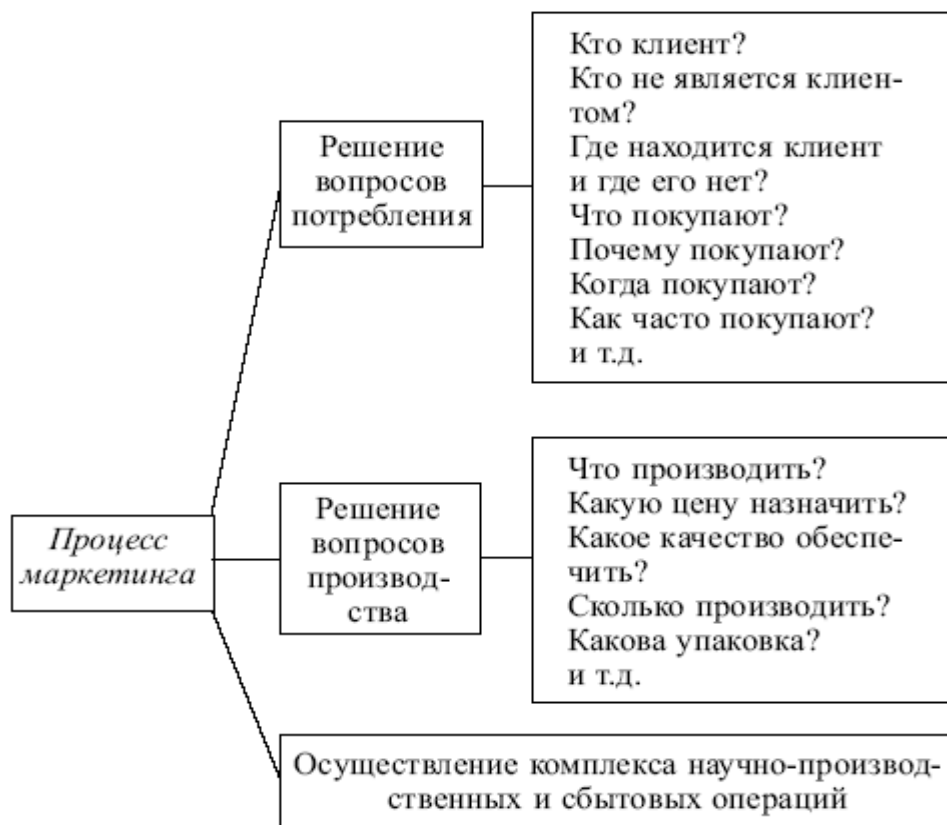 Кто клиент?
Кто не является клиен-
том?
Где находится клиент
и где его нет?
Что покупают?
Почему покупают?
Когда покупают?
Как часто покупают?
и т.д.
Решение
вопросов
потребления
Что производить?
Какую цену назначить?
Какое качество обеспе-
чить?
Сколько производить?
Какова упаковка?
и т.д.
Решение
вопросов
производ-
ства
Процесс
маркетинга
Осуществление комплекса научно-производ-
ственных и сбытовых операций